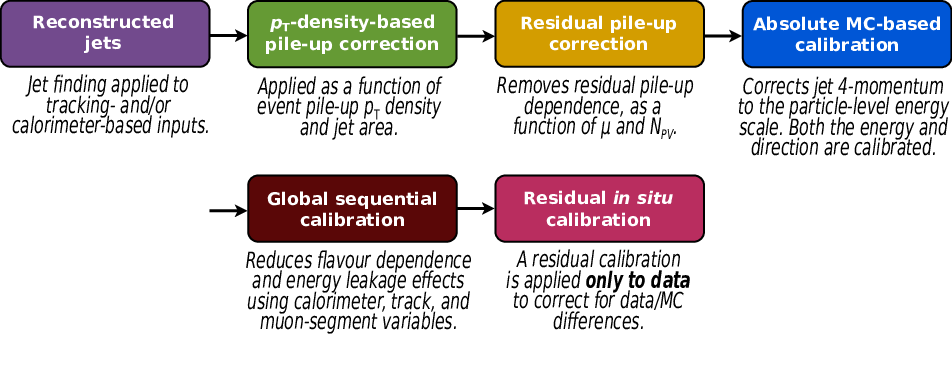 Reconstructed
jets
Jet finding applied to
tracking- and/or
calorimeter-based inputs.
pT-density-based
pile-up correction
Applied as a function of
event pile-up pT density
and jet area.
Residual pile-up
correction
Removes residual pile-up
dependence, as a
function of µ and NPV.
Absolute MC-based
calibration
Corrects jet 4-momentum
to the particle-level energy
scale. Both the energy and
direction are calibrated.
Global sequential
calibration
Reduces flavour dependence
and energy leakage effects
using calorimeter, track, and
muon-segment variables.
Residual in situ
calibration
A residual calibration
is applied only to data
to correct for data/MC
differences.